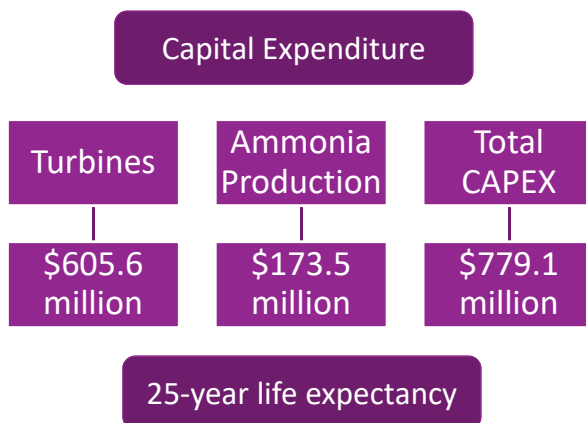 Capital Expenditure
Turbines
Ammonia
Production
Total
CAPEX
$605.6
million
$173.5
million
$779.1
million
25-year life expectancy